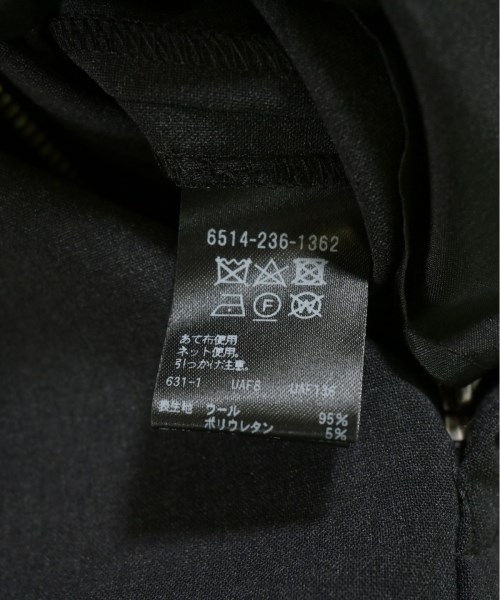 6514-236-1362
F W
あて布使用
ネット使用。
引っかけ注意。
631-1 UAF8 UAF136
表生地 ウール 95%
ポリウレタン 5%